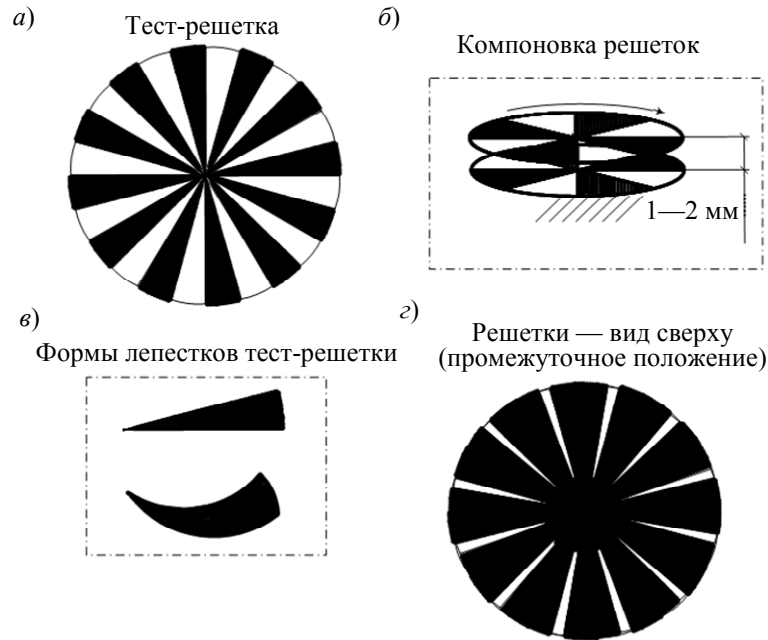 а)
Тест-решетка
б)
Компоновка решеток
1—2 мм
в)
Формы лепестков тест-решетки
г)
Решетки — вид сверху
(промежуточное положение)